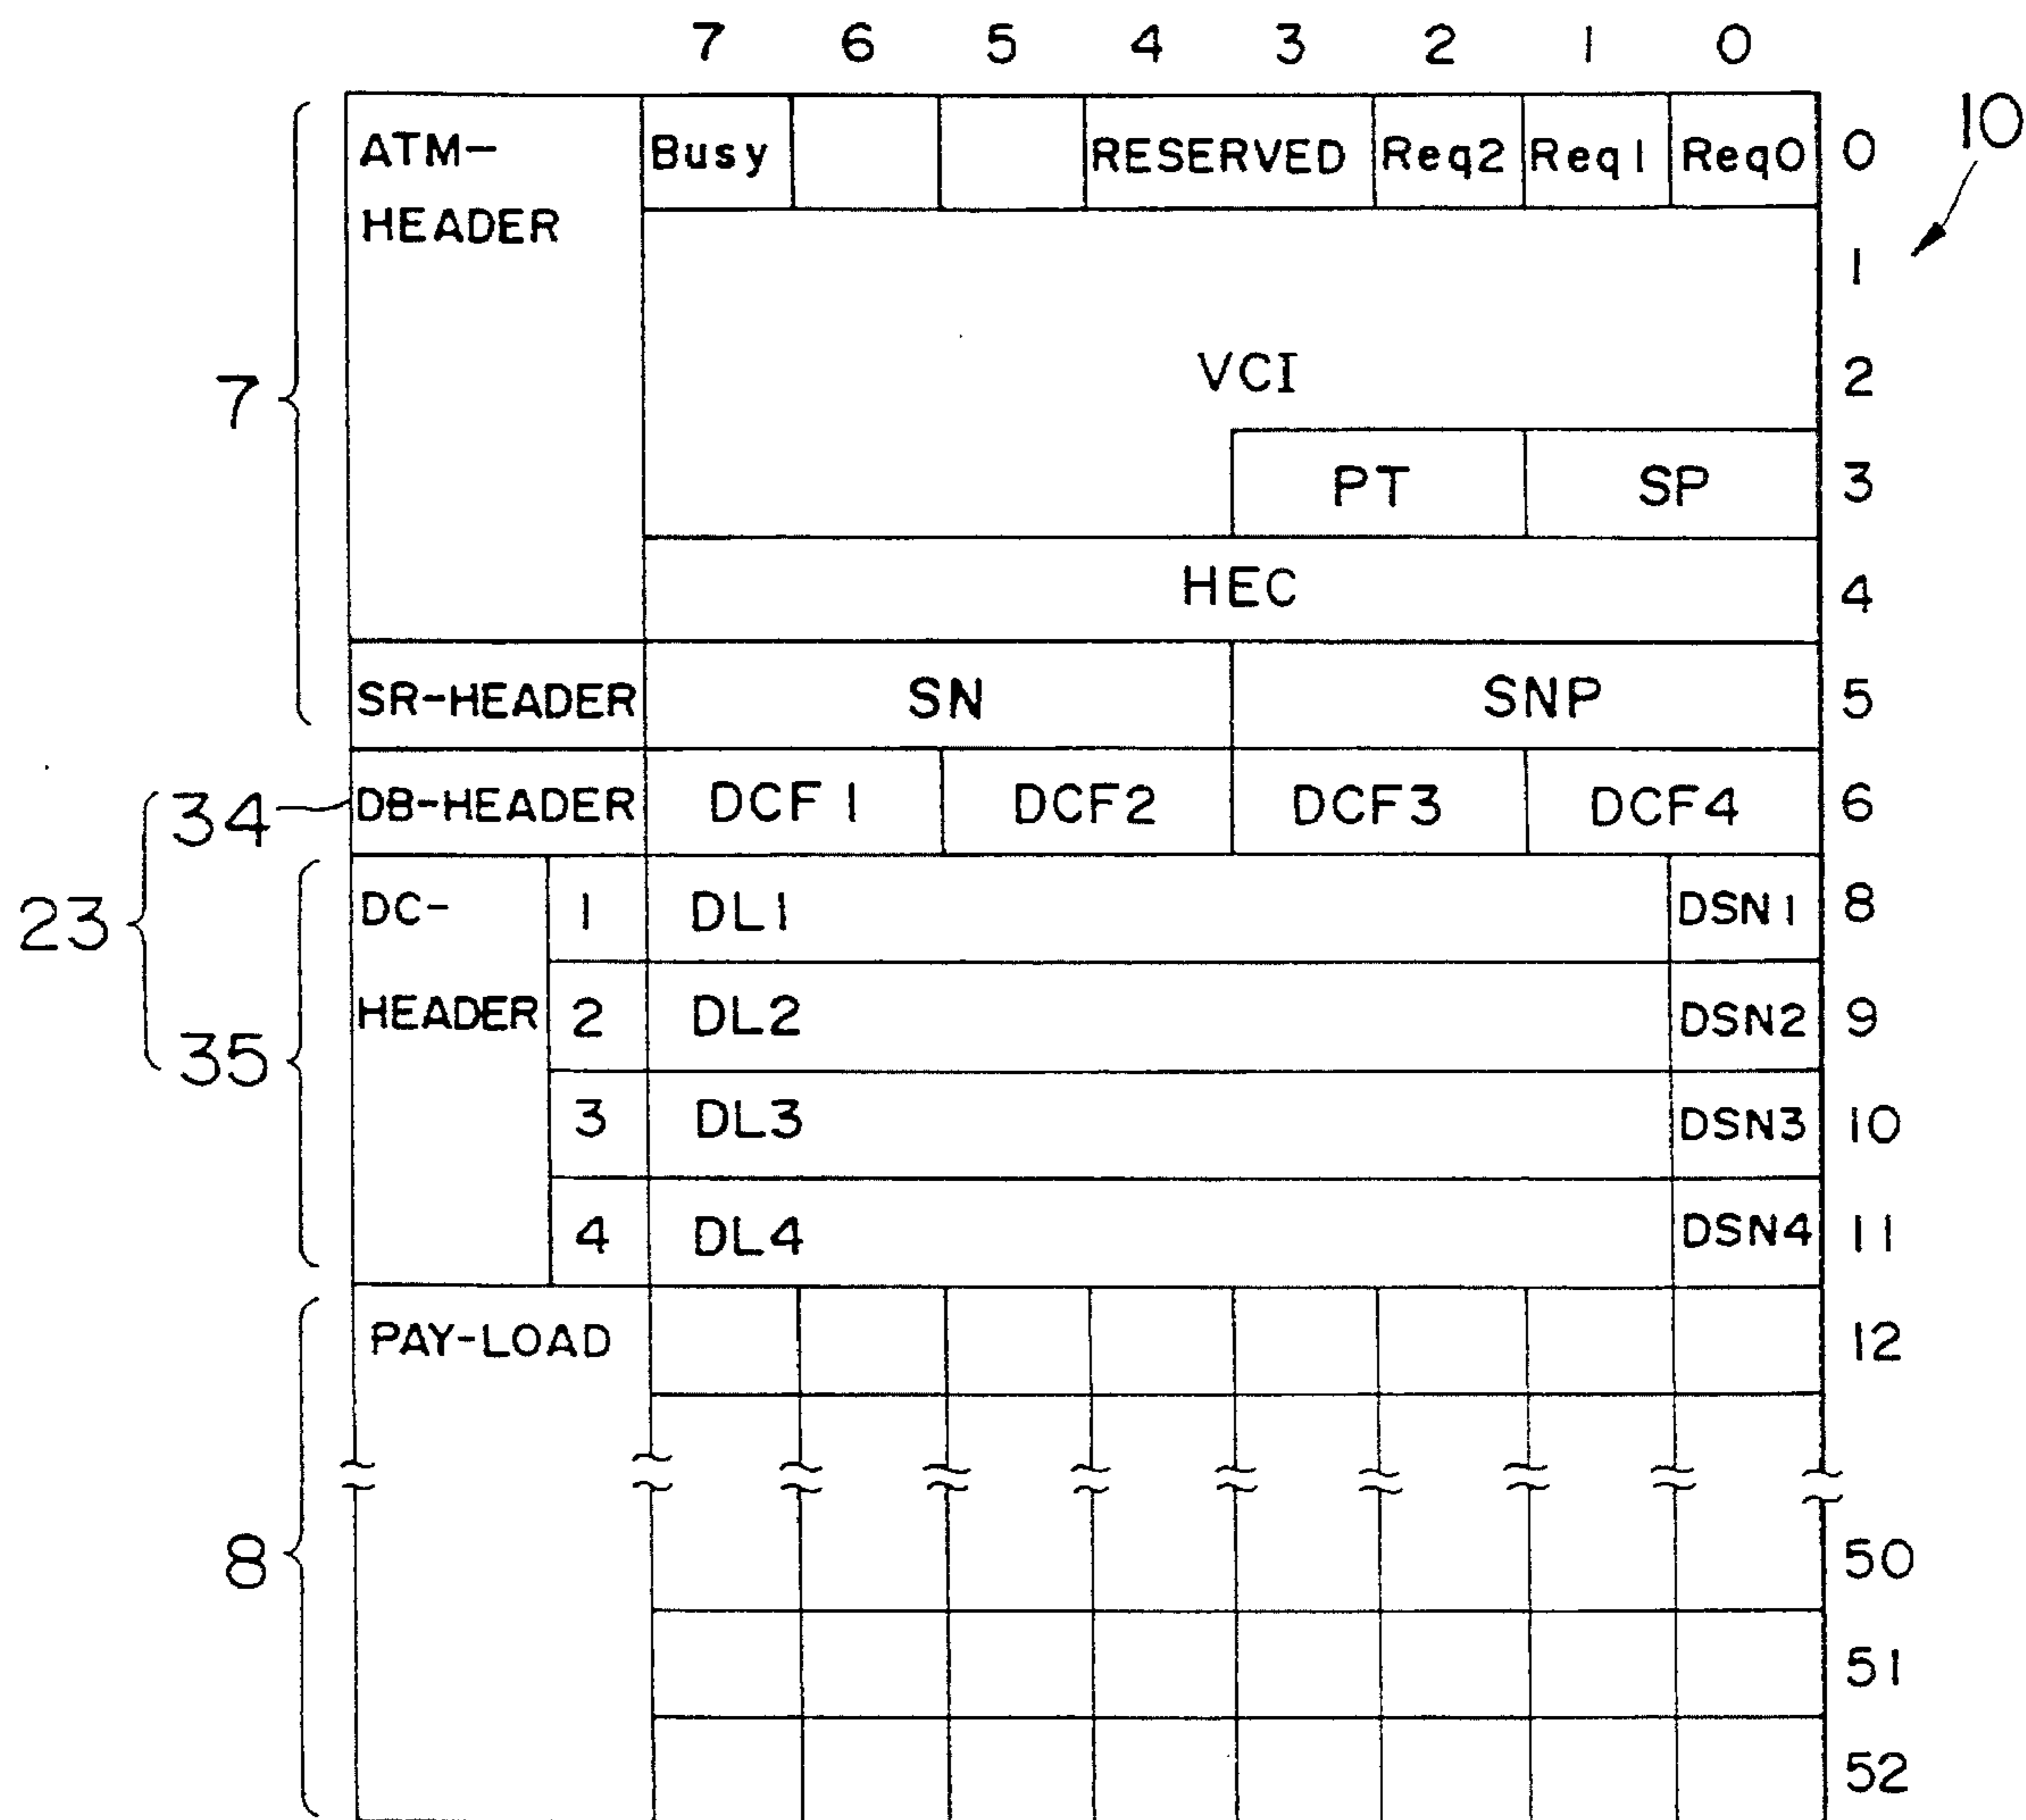 7 6 5 4 3 2 1 0
ATM- Busy RESERVED Req2 Req1 Req0 0 10
HEADER
1
VCI 2
7
PT SP 3
HEC 4
SR-HEADER SN SNP 5
34 DB-HEADER DCF1 DCF2 DCF3 DCF4 6
23
DC- 1 DL1 DSN1 8
HEADER 2 DL2 DSN2 9
35
3 DL3 DSN3 10
4 DL4 DSN4 11
PAY-LOAD 12
8
50
51
52